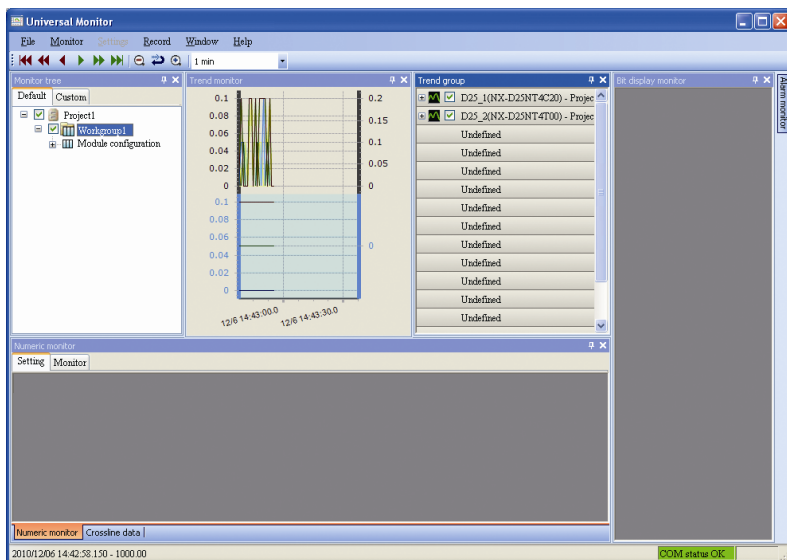 Universal Monitor
File Monitor Settings Record Window Help
1 min
Monitor tree
Default Custom
Project1
Workgroup1
Module configuration
Trend monitor
0.1 0.2
0.08
0.15
0.06
0.1
0.04
0.05
0.02
0 0
0.1
0.08
0.06
0
0.04
0.02
0
12/6 14:43:00.0 12/6 14:43:30.0
Trend group
D25_1(NX-D25NT4C20) - Projec
D25_2(NX-D25NT4T00) - Projec
Undefined
Undefined
Undefined
Undefined
Undefined
Undefined
Undefined
Undefined
Undefined
Undefined
Undefined
Bit display monitor
Alarm monitor
Numeric monitor
Setting Monitor
Numeric monitor Crossline data
2010/12/06 14:42:58.150 - 1000.00 COM status OK